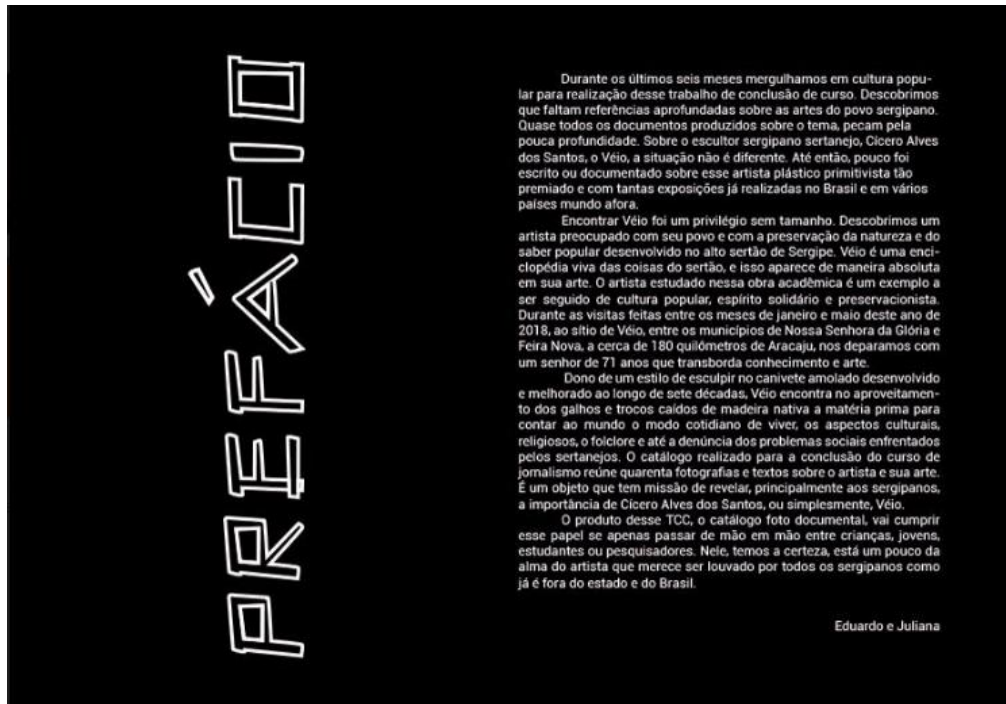 PREFÁCIO
Durante os últimos seis meses mergulhamos em cultura popu-
lar para realização desse trabalho de conclusão de curso. Descobrimos
que faltam referências aprofundadas sobre as artes do povo sergipano.
Quase todos os documentos produzidos sobre o tema, pecam pela
pouca profundidade. Sobre o escultor sergipano sertanejo, Cícero Alves
dos Santos, o Véio, a situação não é diferente. Até então, pouco foi
escrito ou documentado sobre esse artista plástico primitivista tão
premiado e com tantas exposições já realizadas no Brasil e em vários
países mundo afora.
Encontrar Véio foi um privilégio sem tamanho. Descobrimos um
artista preocupado com seu povo e com a preservação da natureza e do
saber popular desenvolvido no alto sertão de Sergipe. Véio é uma enci-
clopédia viva das coisas do sertão, e isso aparece de maneira absoluta
em sua arte. O artista estudado nessa obra acadêmica é um exemplo a
ser seguido de cultura popular, espírito solidário e preservacionista.
Durante as visitas feitas entre os meses de janeiro e maio deste ano de
2018, ao sítio de Véio, entre os municípios de Nossa Senhora da Glória e
Feira Nova, a cerca de 180 quilômetros de Aracaju, nos deparamos com
um senhor de 71 anos que transborda conhecimento e arte.
Dono de um estilo de esculpir no canivete amolado desenvolvido
e melhorado ao longo de sete décadas, Véio encontra no aproveitamen-
to dos galhos e trocos caídos de madeira nativa a matéria prima para
contar ao mundo o modo cotidiano de viver, os aspectos culturais,
religiosos, o folclore e até a denúncia dos problemas sociais enfrentados
pelos sertanejos. O catálogo realizado para a conclusão do curso de
jornalismo reúne quarenta fotografias e textos sobre o artista e sua arte.
É um objeto que tem missão de revelar, principalmente aos sergipanos,
a importância de Cícero Alves dos Santos, ou simplesmente, Véio.
O produto desse TCC, o catálogo foto documental, vai cumprir
esse papel se apenas passar de mão em mão entre crianças, jovens,
estudantes ou pesquisadores. Nele, temos a certeza, está um pouco da
alma do artista que merece ser louvado por todos os sergipanos como
já é fora do estado e do Brasil.
Eduardo e Juliana